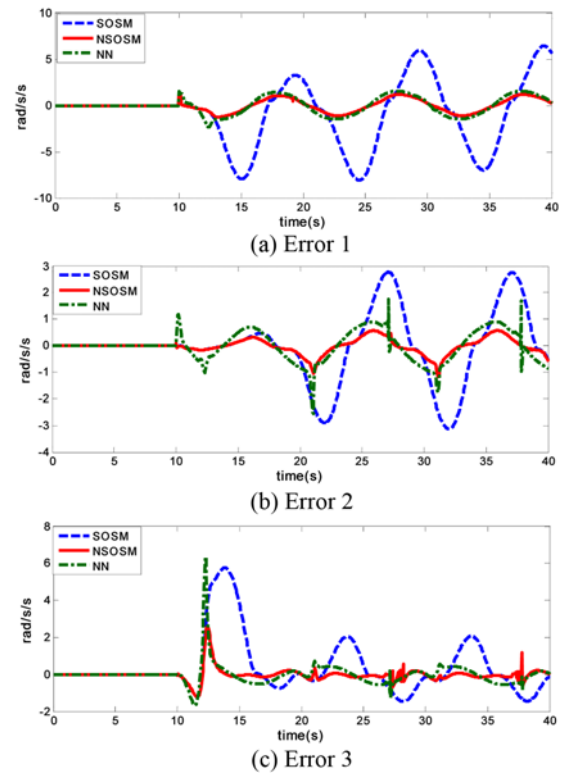 10
5
0
-5
-10
rad/s/s
SOSM
NSOSM
NN
0 5 10 15 20 25 30 35 40
time(s)
(a) Error 1
3
2
1
0
-1
-2
-3
-4
rad/s/s
SOSM
NSOSM
NN
0 5 10 15 20 25 30 35 40
time(s)
(b) Error 2
8
6
4
2
0
-2
rad/s/s
SOSM
NSOSM
NN
0 5 10 15 20 25 30 35 40
time(s)
(c) Error 3